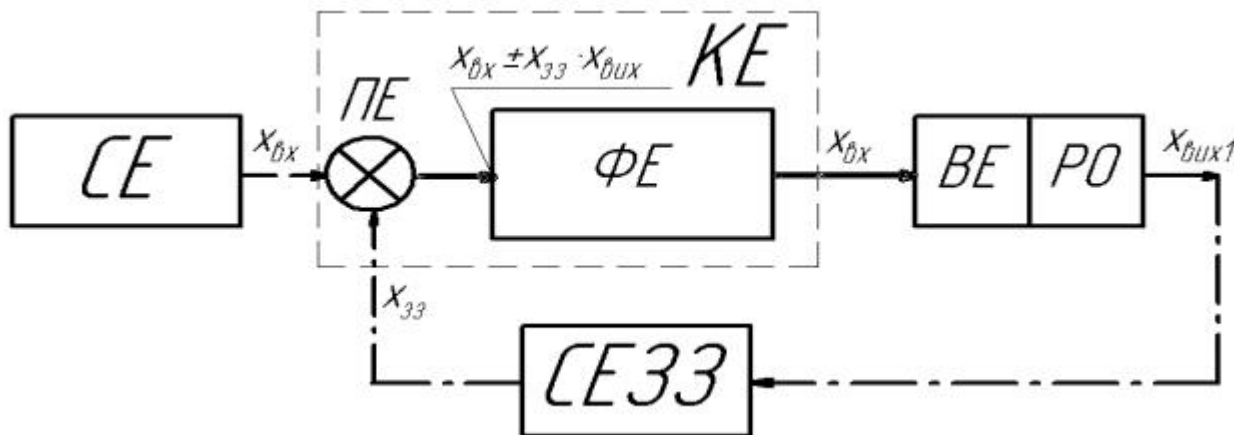 x_вх ± x_зз · x_вих
КЕ
ПЕ
СЕ
x_вх
ФЕ
x_вх
ВЕ
РО
x_вих1
x_зз
СЕЗЗ